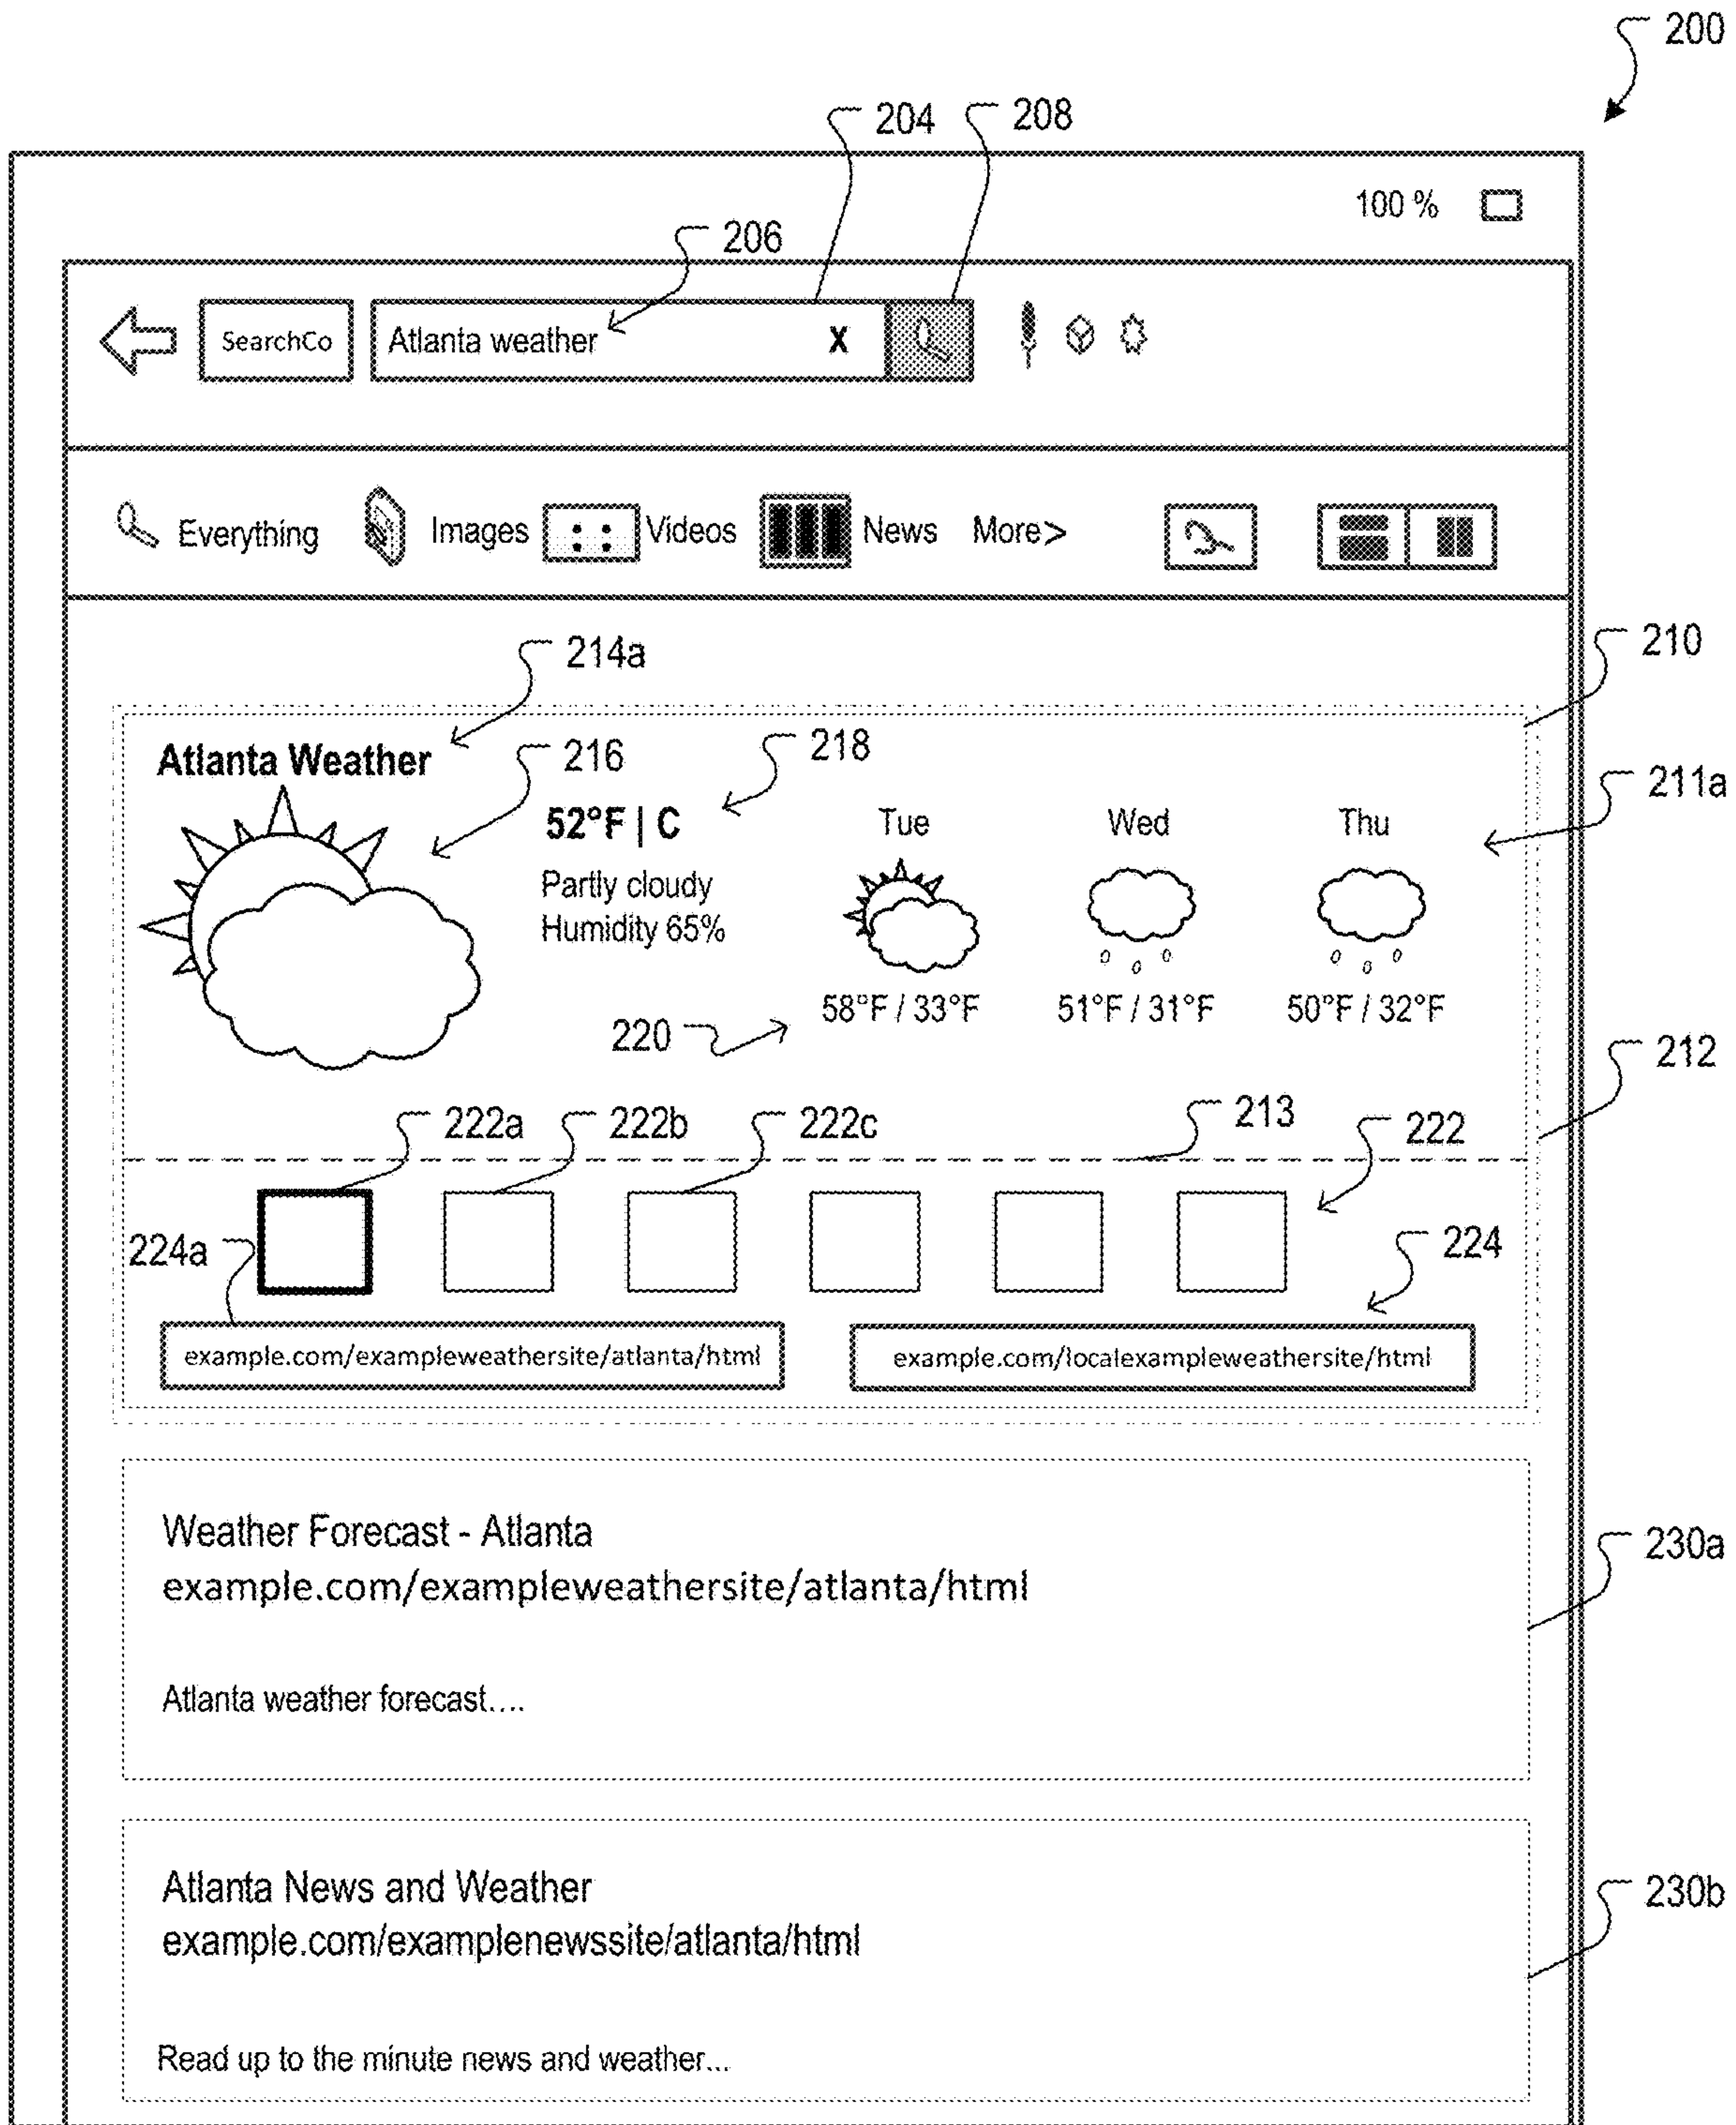 200
204 208
100 %
206
SearchCo Atlanta weather X
Everything Images Videos News More>
210
214a
Atlanta Weather 216 218 211a
52°F | C Tue Wed Thu
Partly cloudy
Humidity 65%
58°F / 33°F 51°F / 31°F 50°F / 32°F
220
212
222a 222b 222c 213 222
224a 224
example.com/exampleweathersite/atlanta/html example.com/localexampleweathersite/html
Weather Forecast - Atlanta
230a
example.com/exampleweathersite/atlanta/html
Atlanta weather forecast....
Atlanta News and Weather
230b
example.com/examplenewssite/atlanta/html
Read up to the minute news and weather...